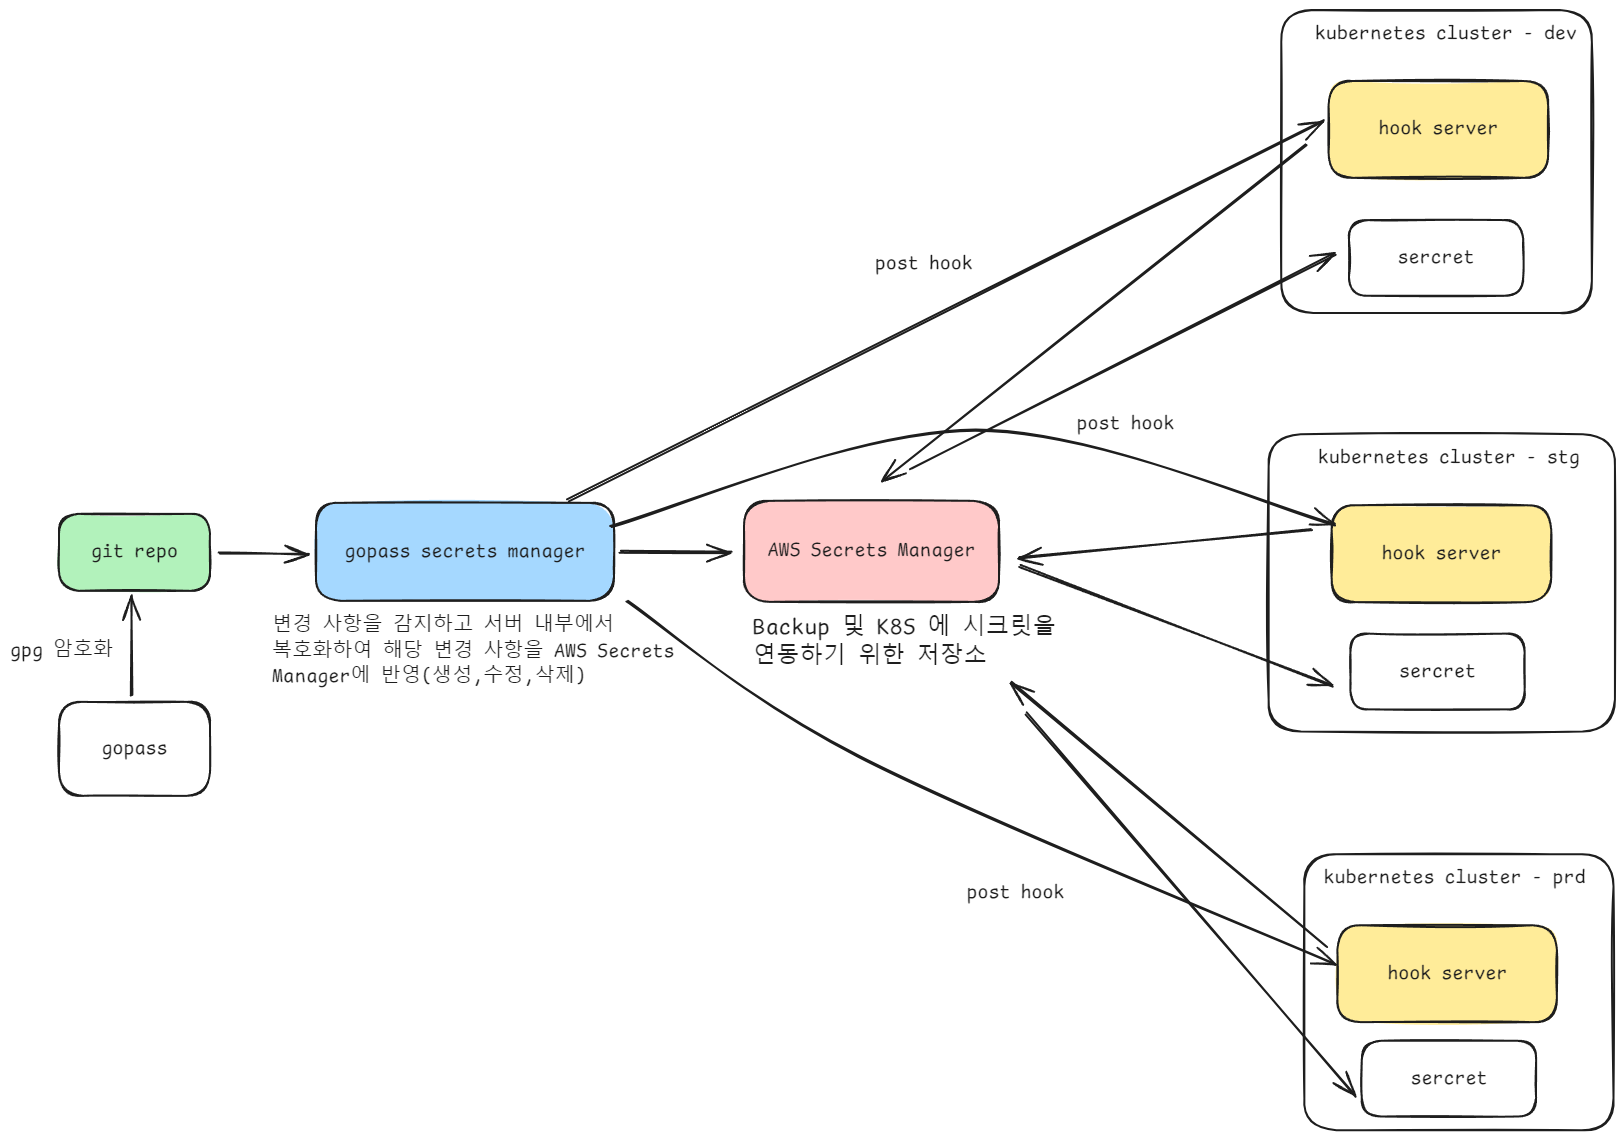 kubernetes cluster - dev
hook server
sercret
post hook
post hook
kubernetes cluster - stg
hook server
sercret
git repo
gopass secrets manager
AWS Secrets Manager
변경 사항을 감지하고 서버 내부에서
복호화하여 해당 변경 사항을 AWS Secrets
Manager에 반영(생성,수정,삭제)
Backup 및 K8S 에 시크릿을
연동하기 위한 저장소
gpg 암호화
gopass
post hook
kubernetes cluster - prd
hook server
sercret